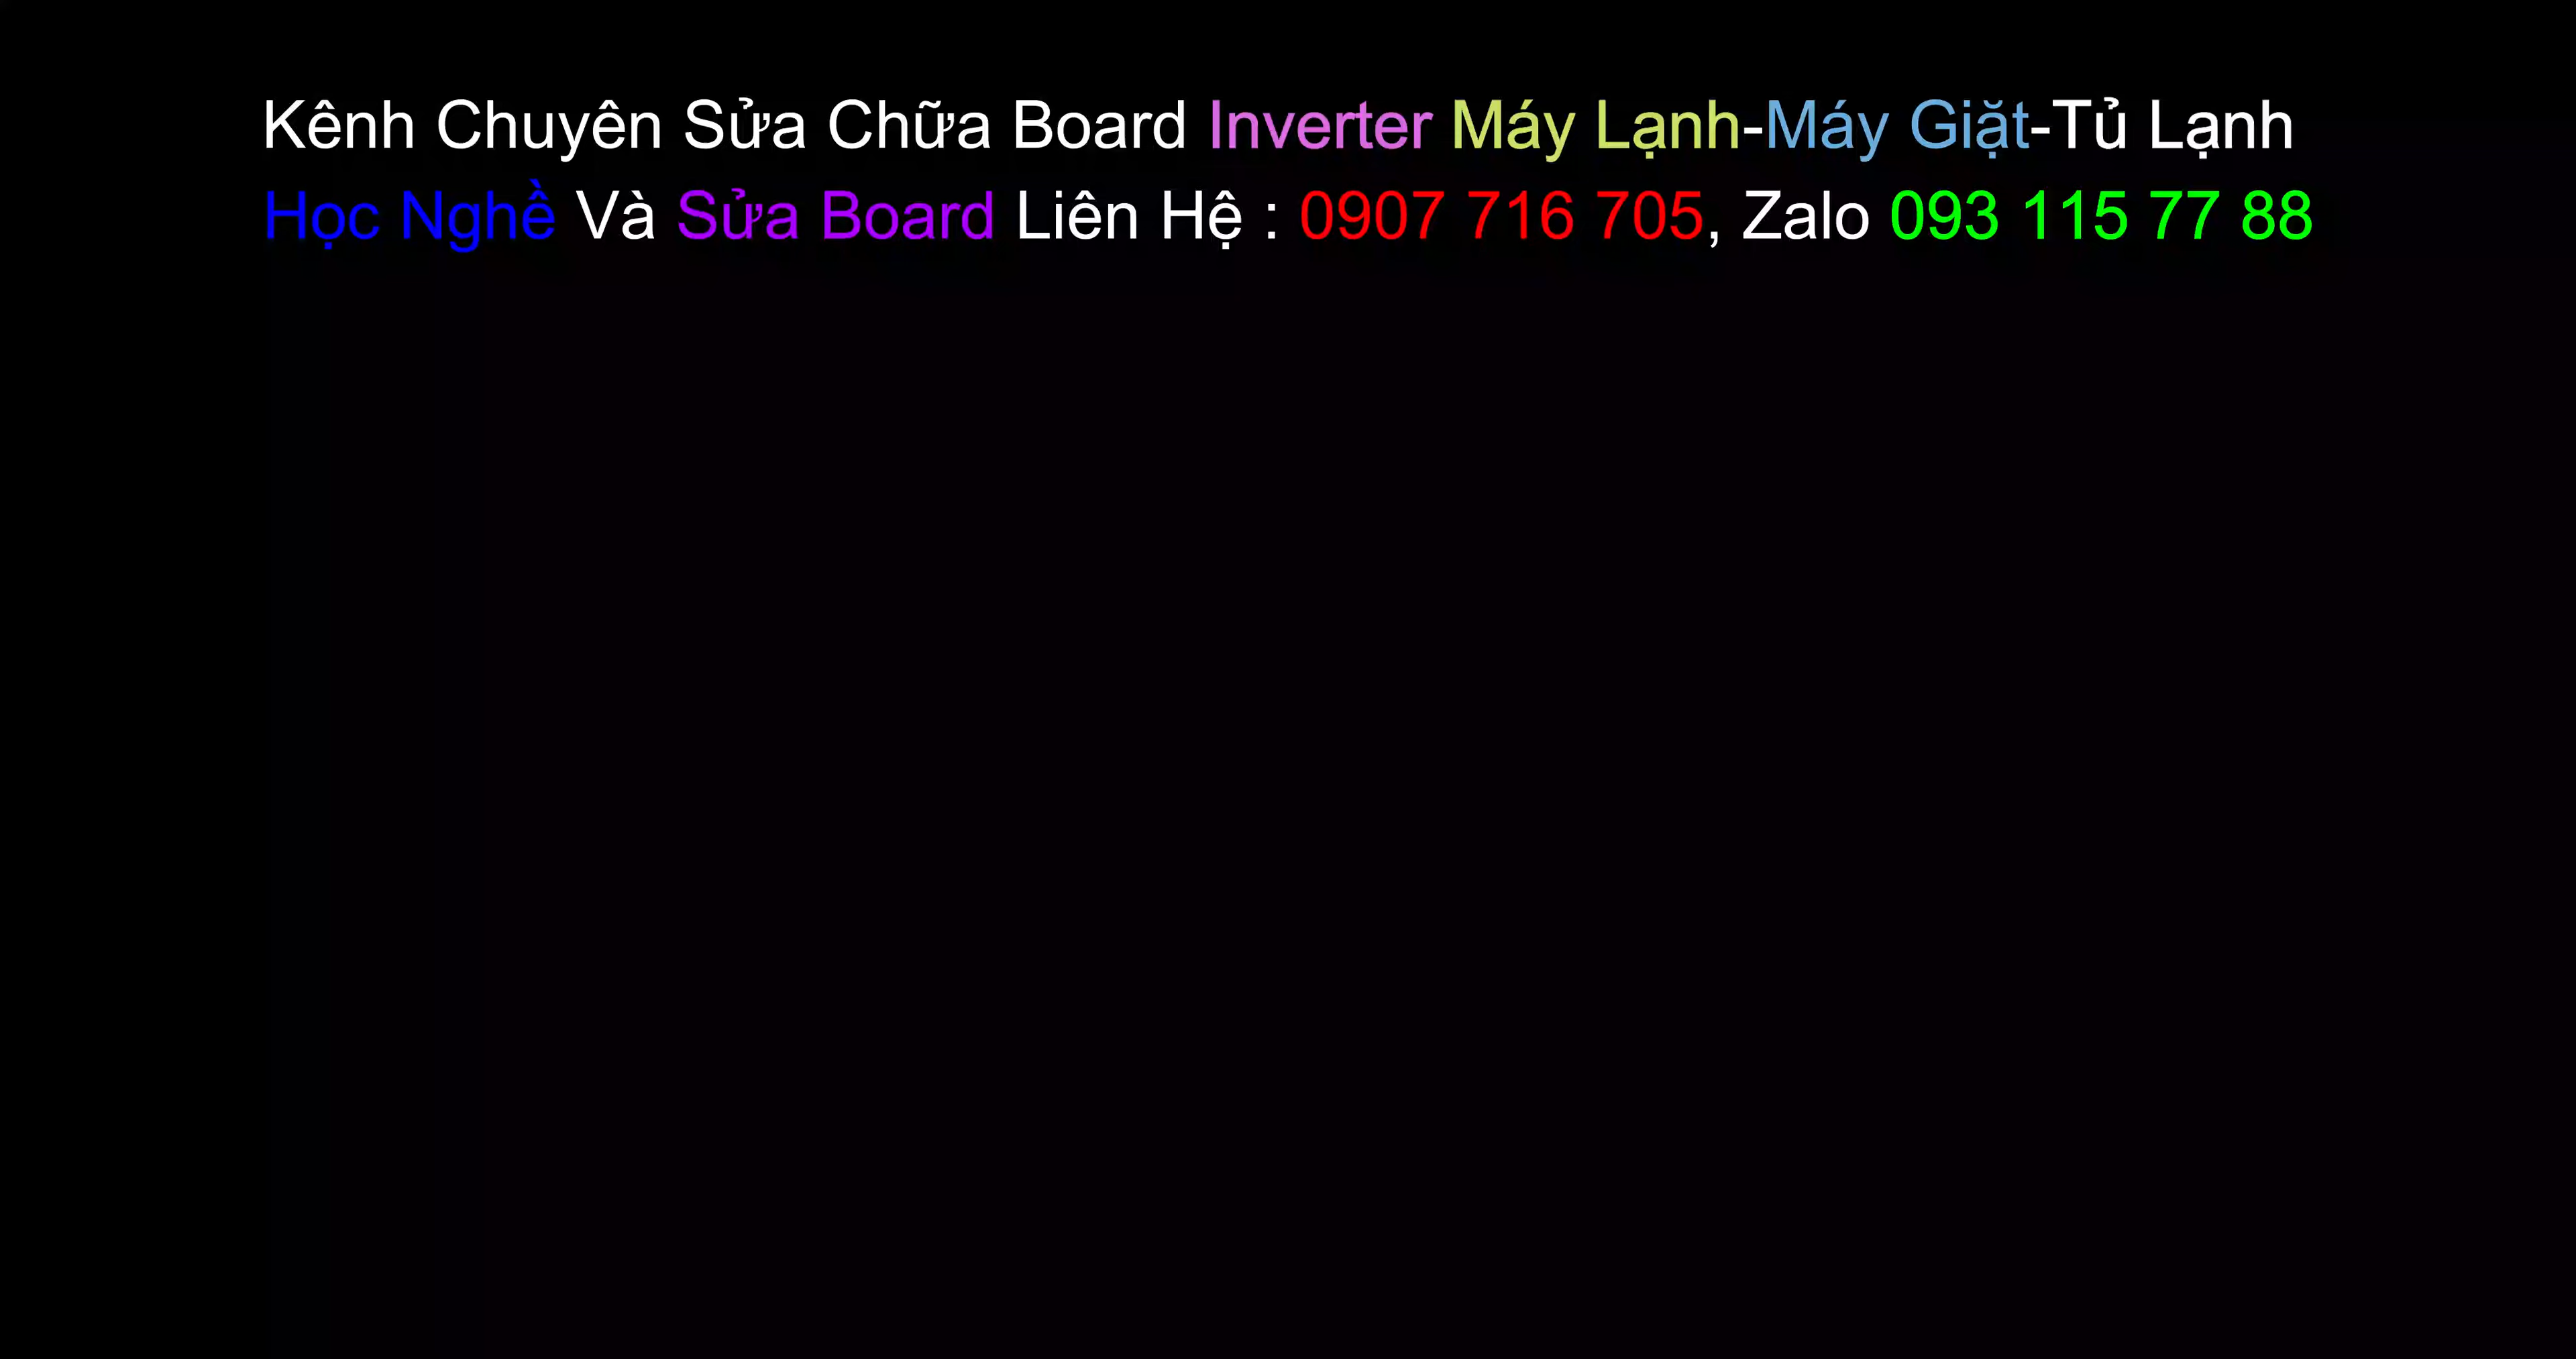 Kênh Chuyên Sửa Chữa Board Inverter Máy Lạnh-Máy Giặt-Tủ Lạnh
Học Nghề Và Sửa Board Liên Hệ : 0907 716 705, Zalo 093 115 77 88